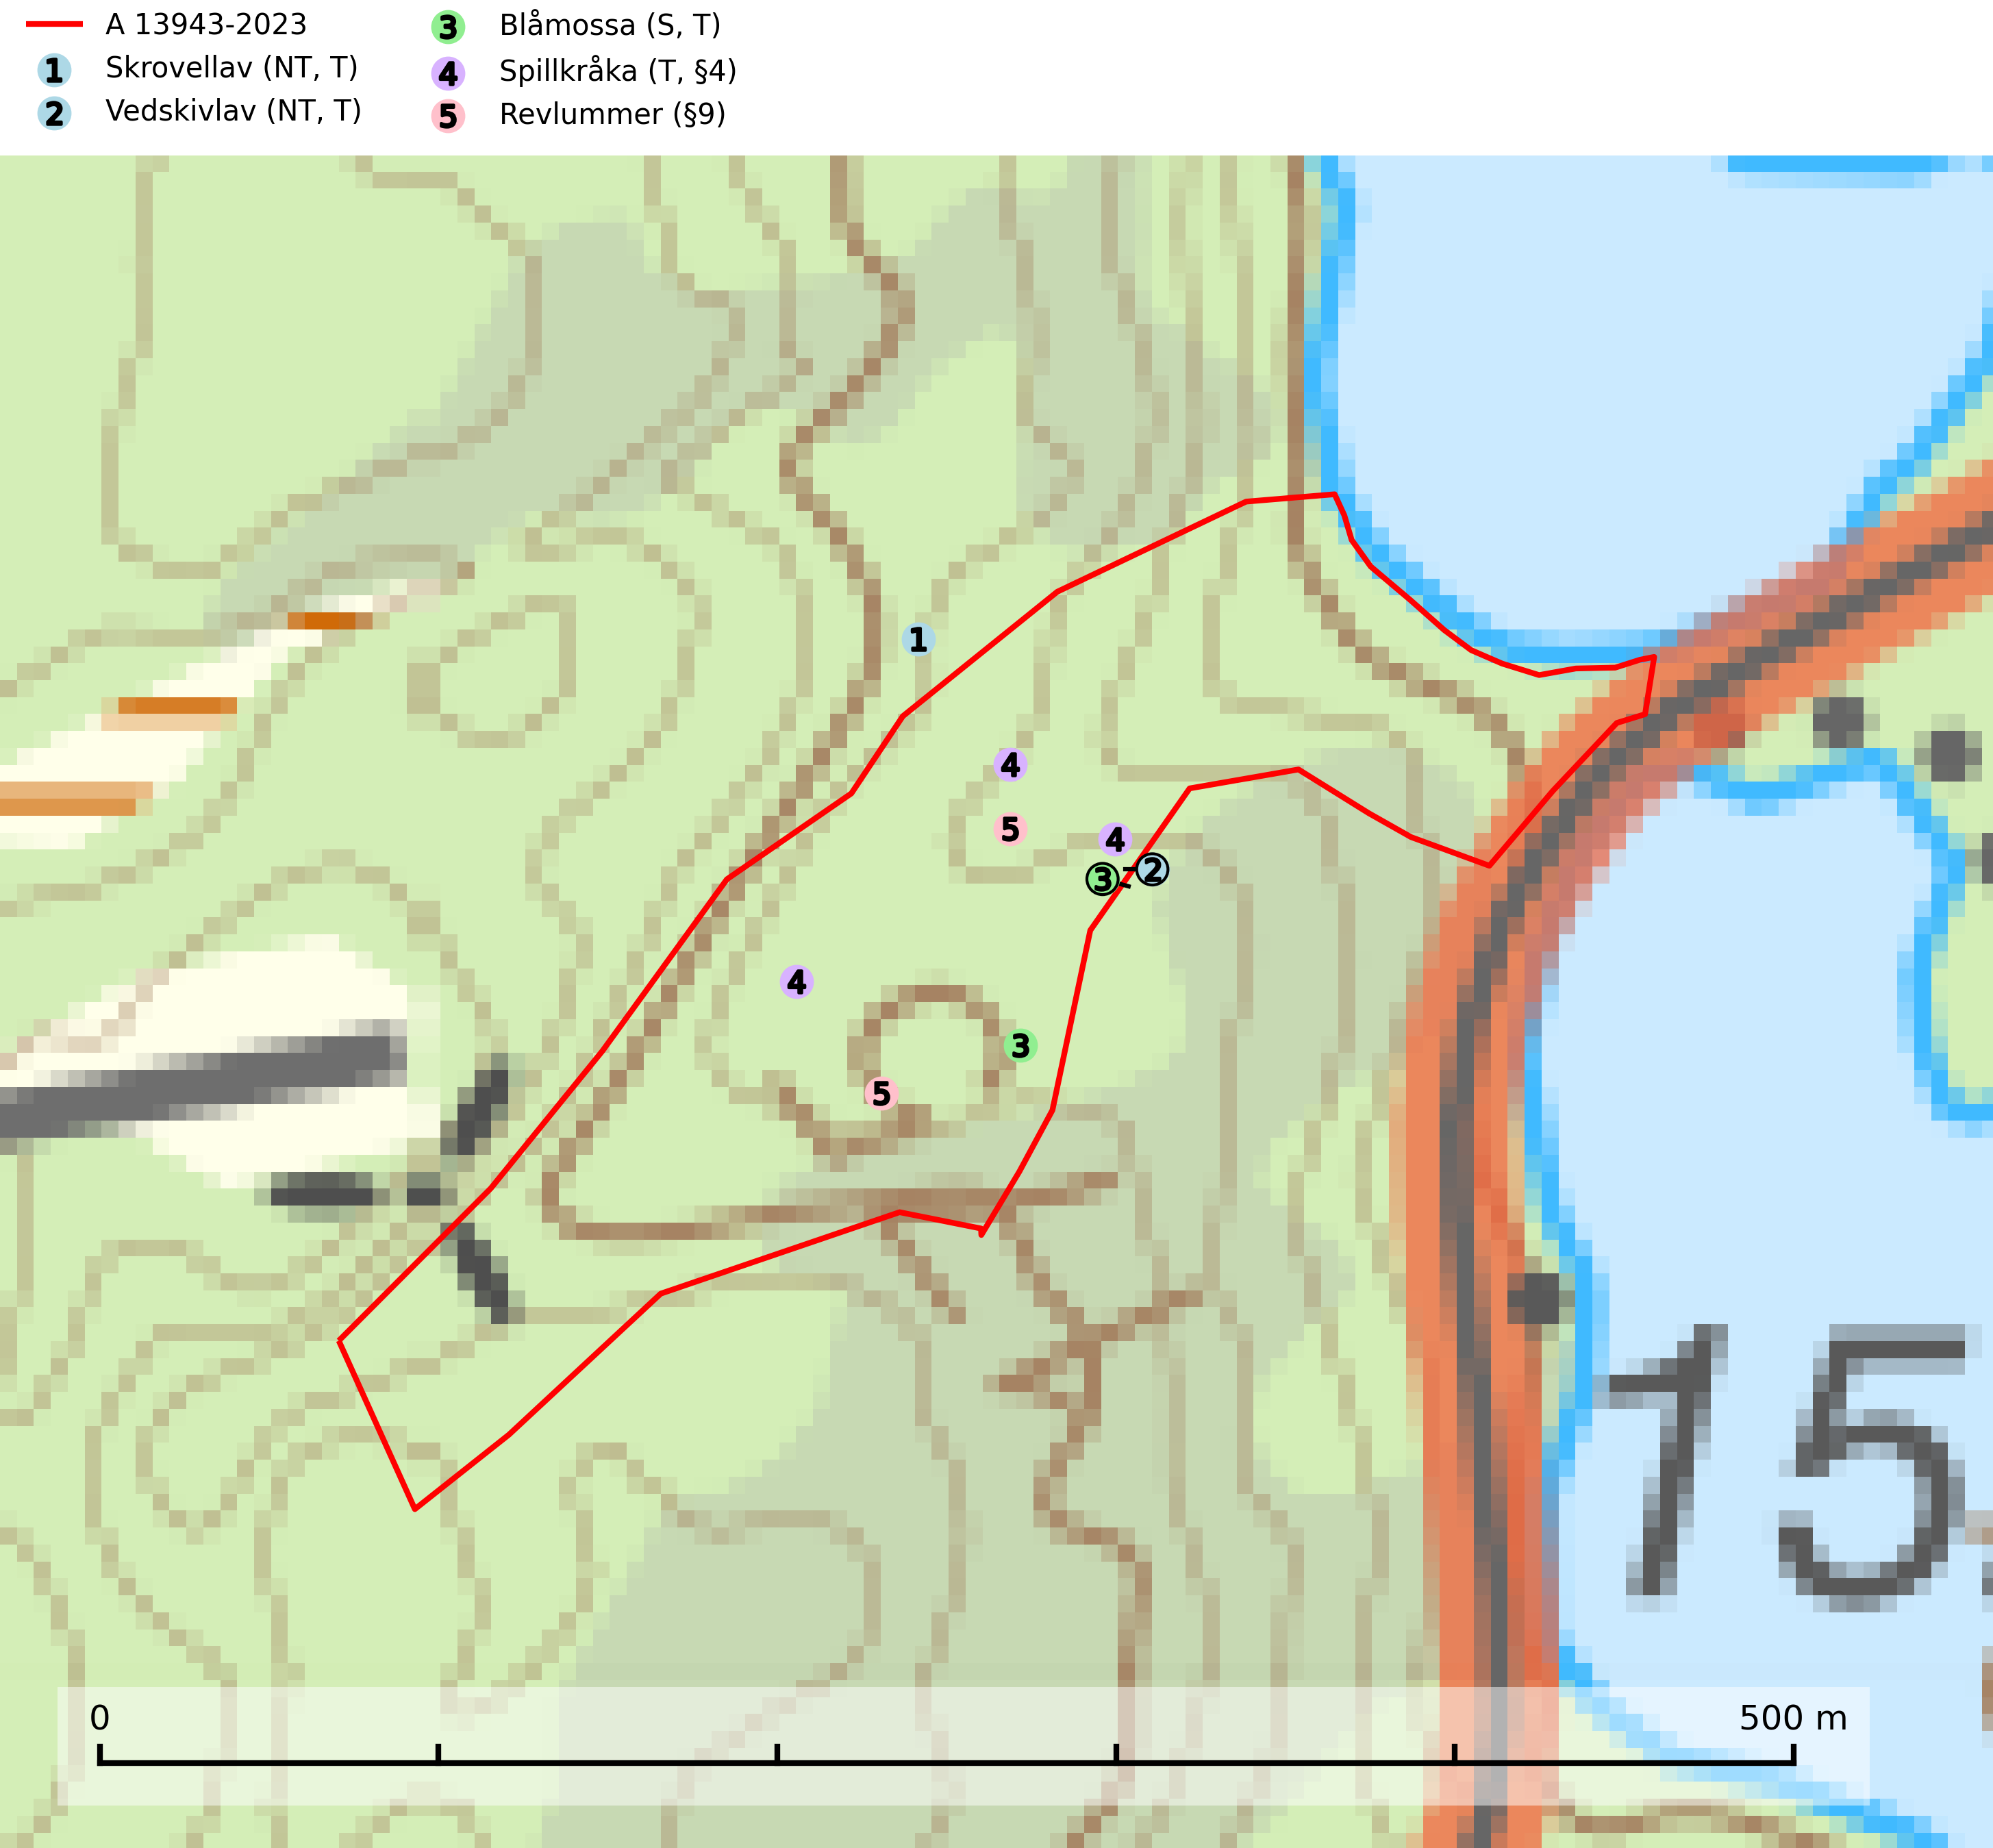 A 13943-2023
1 Skrovellav (NT, T)
2 Vedskivlav (NT, T)
3 Blåmossa (S, T)
4 Spillkråka (T, §4)
5 Revlummer (§9)
1
4
5
4
3 2
4
3
5
15
0 500 m